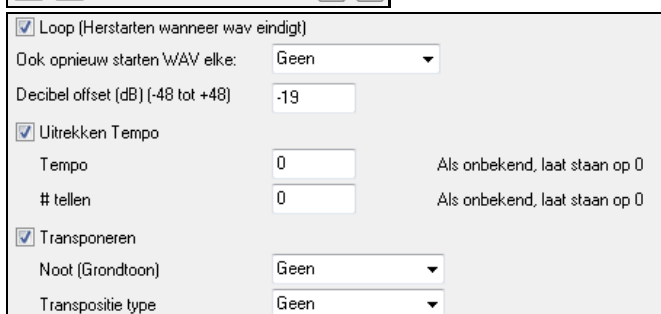 Loop (Herstarten wanneer wav eindigt)
Ook opnieuw starten WAV elke: Geen
Decibel offset (dB) (-48 tot +48) -19
Uitrekken Tempo
Tempo 0 Als onbekend, laat staan op 0
# tellen 0 Als onbekend, laat staan op 0
Transponeren
Noot (Grondtoon) Geen
Transpositie type Geen